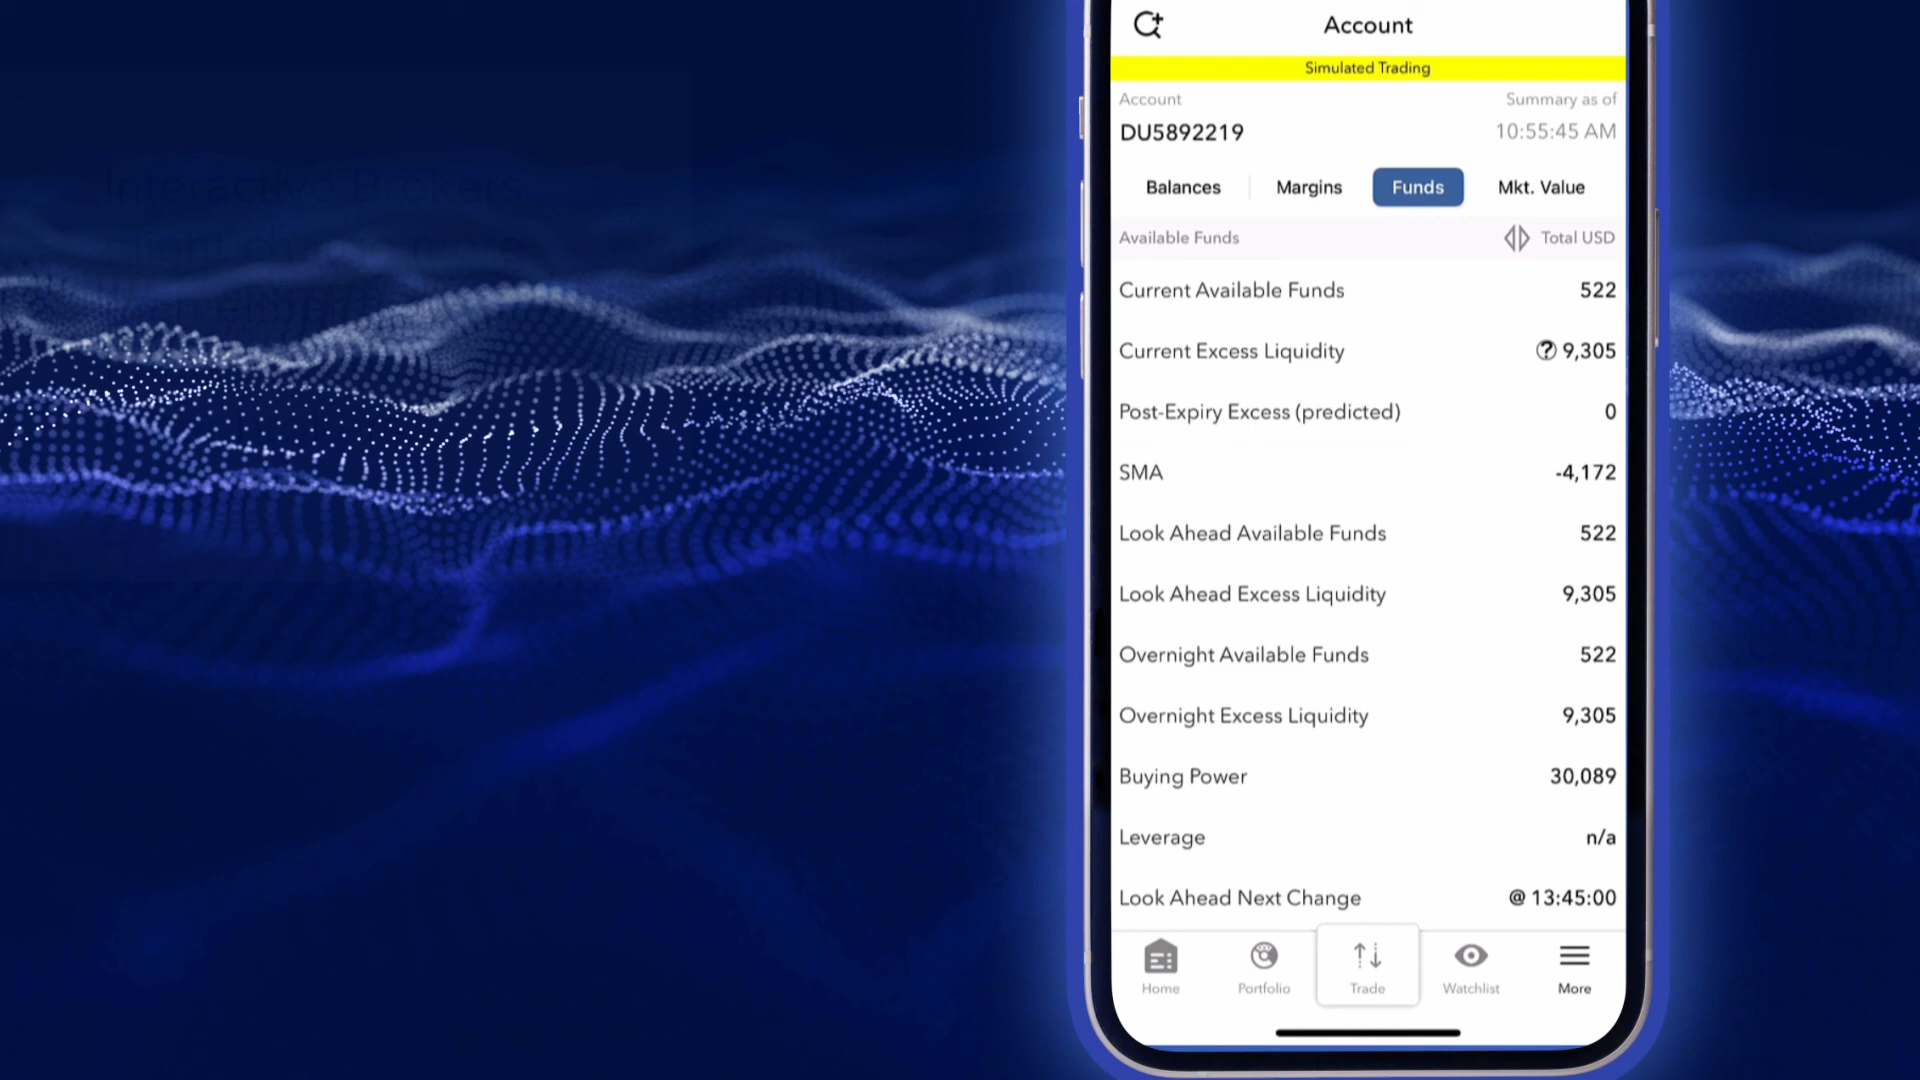 Account
Simulated Trading
Account
Summary as of
DU5892219
10:55:45 AM
Balances
Margins
Funds
Mkt. Value
Available Funds
Total USD
Current Available Funds
522
Current Excess Liquidity
9,305
Post-Expiry Excess (predicted)
0
SMA
-4,172
Look Ahead Available Funds
522
Look Ahead Excess Liquidity
9,305
Overnight Available Funds
522
Overnight Excess Liquidity
9,305
Buying Power
30,089
Leverage
n/a
Look Ahead Next Change
@ 13:45:00
Home
Portfolio
Trade
Watchlist
More
Interactive Brokers